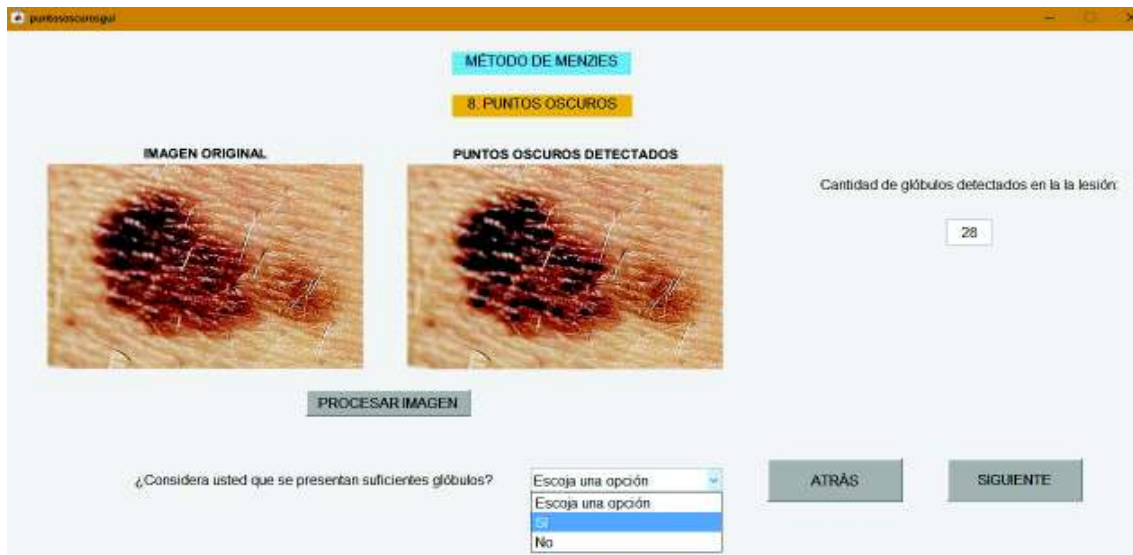 puntososcurosgui
MÉTODO DE MENZIES
8. PUNTOS OSCUROS
IMAGEN ORIGINAL
PUNTOS OSCUROS DETECTADOS
Cantidad de glóbulos detectados en la la lesión:
28
PROCESAR IMAGEN
¿Considera usted que se presentan suficientes glóbulos?
Escoja una opción
Escoja una opción
Sí
No
ATRÁS
SIGUIENTE